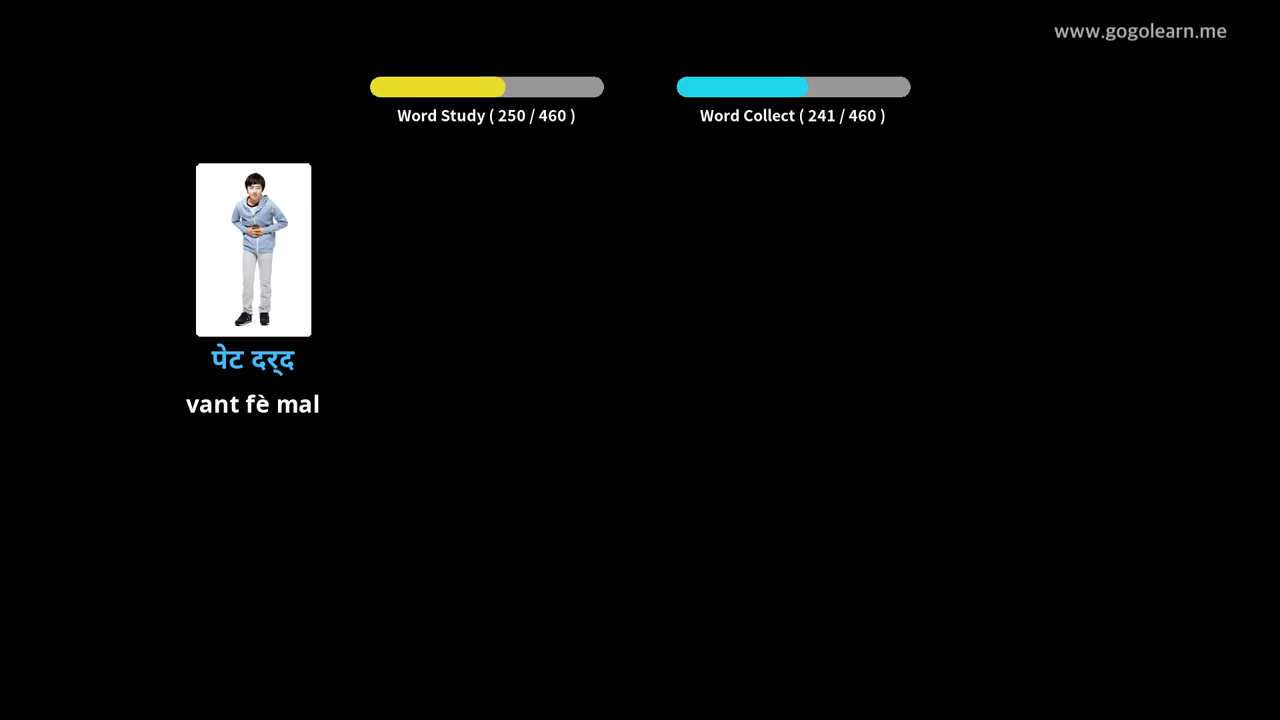 www.gogolearn.me
Word Study ( 250 / 460 )
Word Collect ( 241 / 460 )
पेट दर्द
vant fè mal